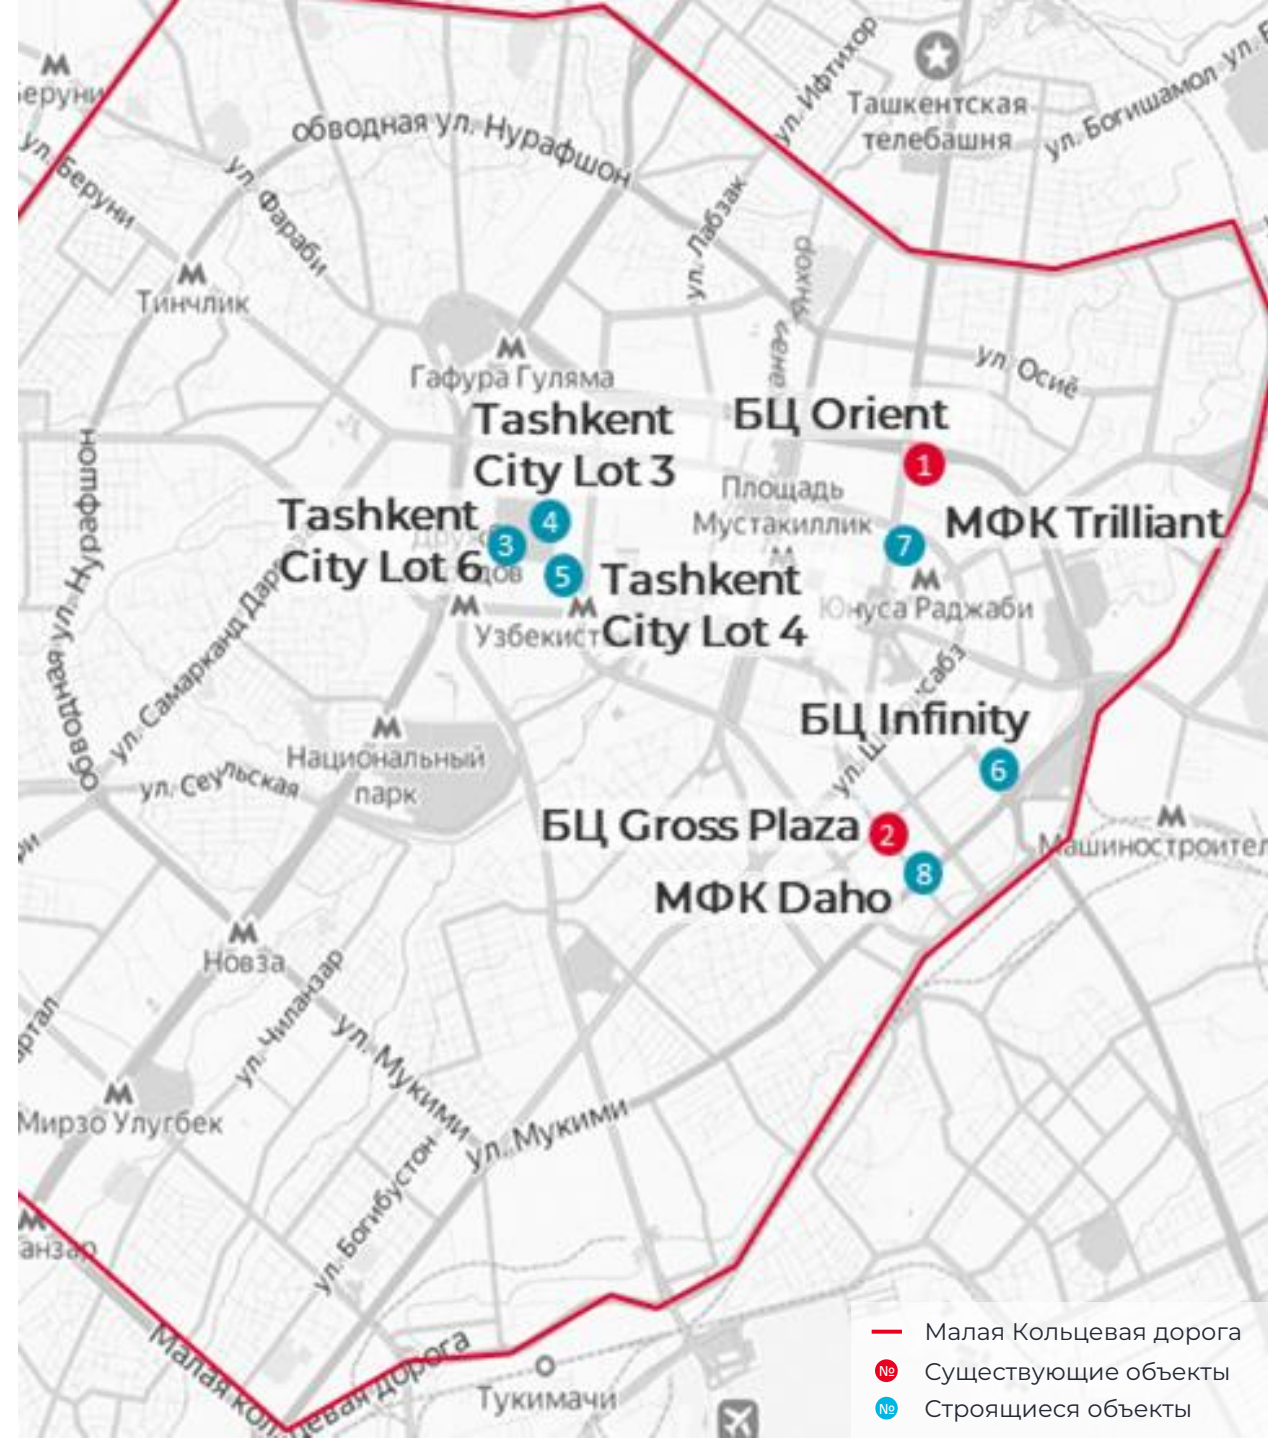 ул. Ифтихор
Ташкентская
телебашня
ул. Богишамол
обводная ул. Нурафшон
ул. Беруни
ул. Фараби
ул. Лабзак
Тинчлик
Гафура Гуляма
ул. Осиё
Tashkent
City Lot 3
БЦ Orient
1
Площадь
Мустакиллик
МФК Trilliant
7
Tashkent
City Lot 6
3
4
5
Tashkent
City Lot 4
Юнуса Раджаби
обводная ул. Нурафшон
ул. Самарканд Дарвоза
Национальный
парк
ул. Сеульская
БЦ Infinity
6
БЦ Gross Plaza
2
МФК Daho
8
Новза
ул. Чиланзар
ул. Мукими
ул. Мукими
Мирзо Улугбек
ул. Богибустон
Малая кольцевая дорога
Тукимачи
Малая Кольцевая дорога
№ Существующие объекты
№ Строящиеся объекты